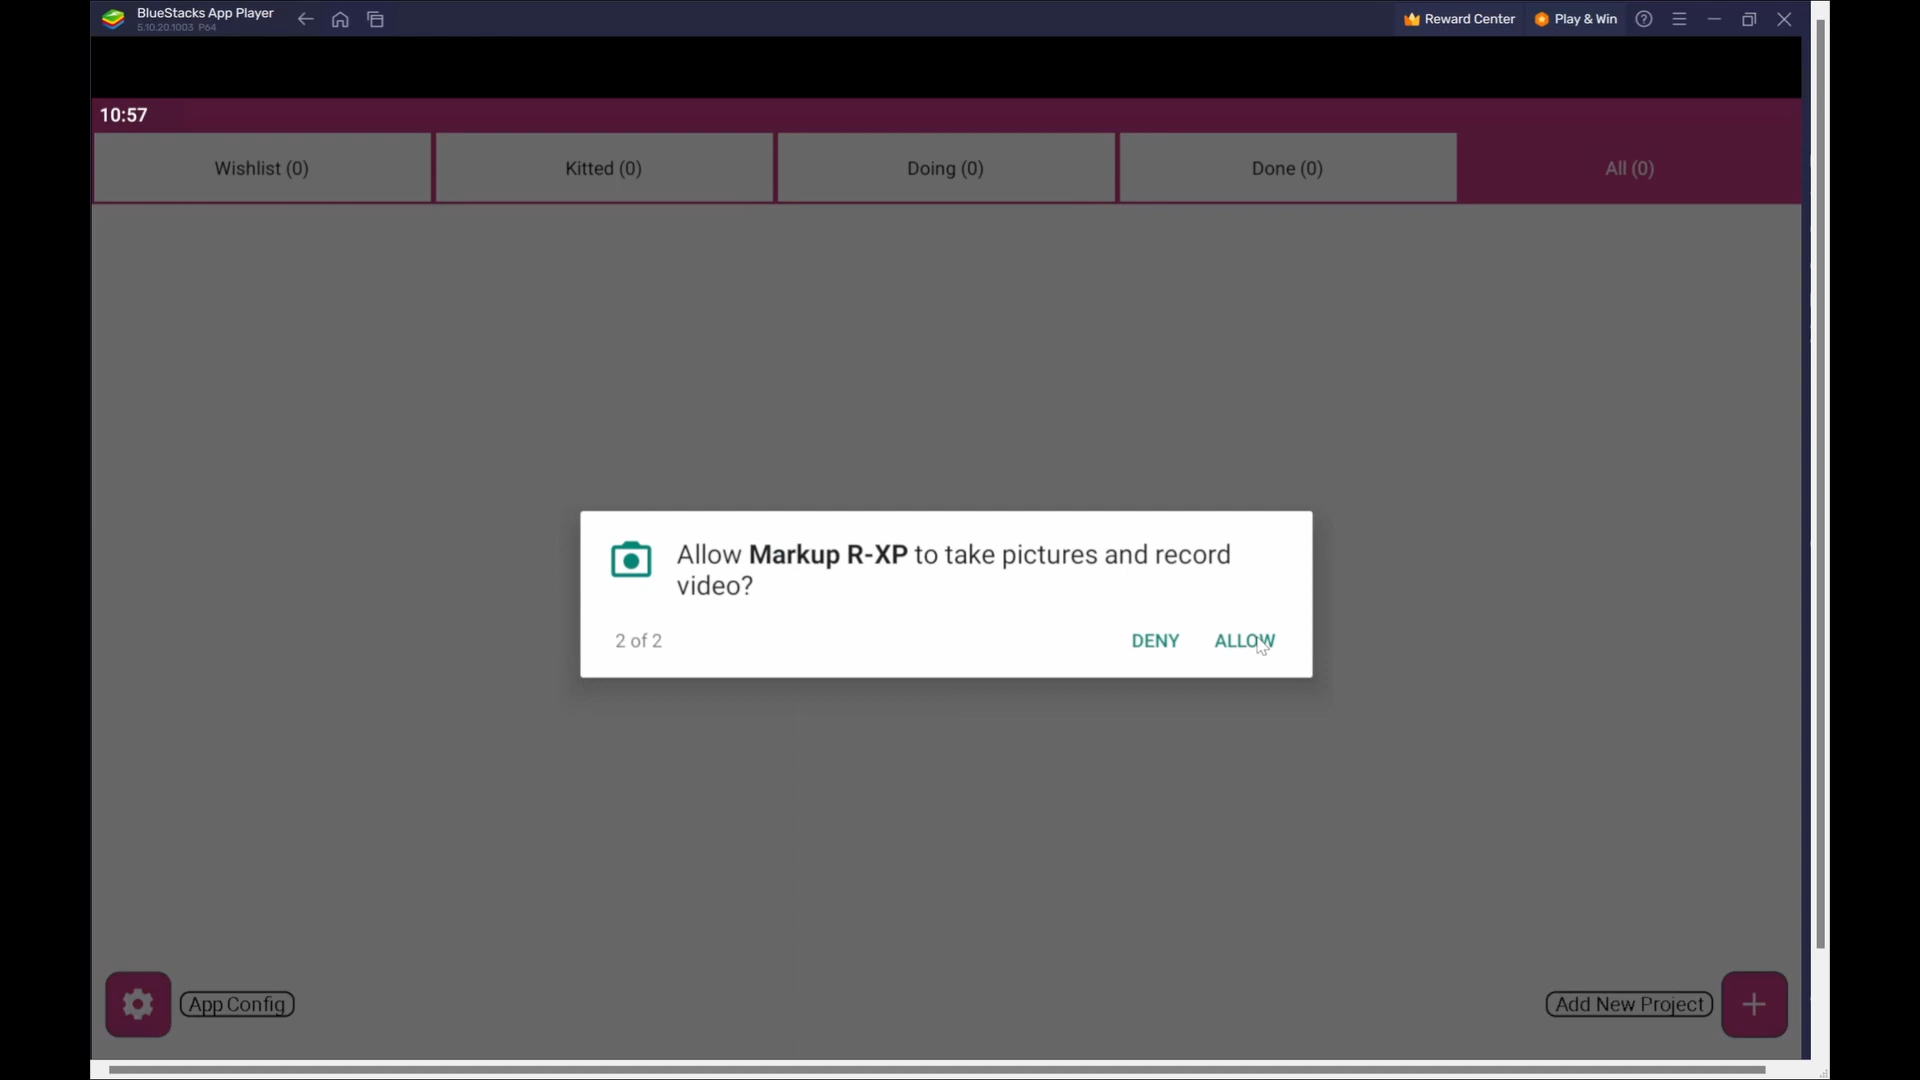 BlueStacks App Player
5.10.20.1003 P64
Reward Center
Play & Win
10:57
Wishlist (0)
Kitted (0)
Doing (0)
Done (0)
All (0)
Allow Markup R-XP to take pictures and record
video?
2 of 2
DENY
ALLOW
App Config
Add New Project